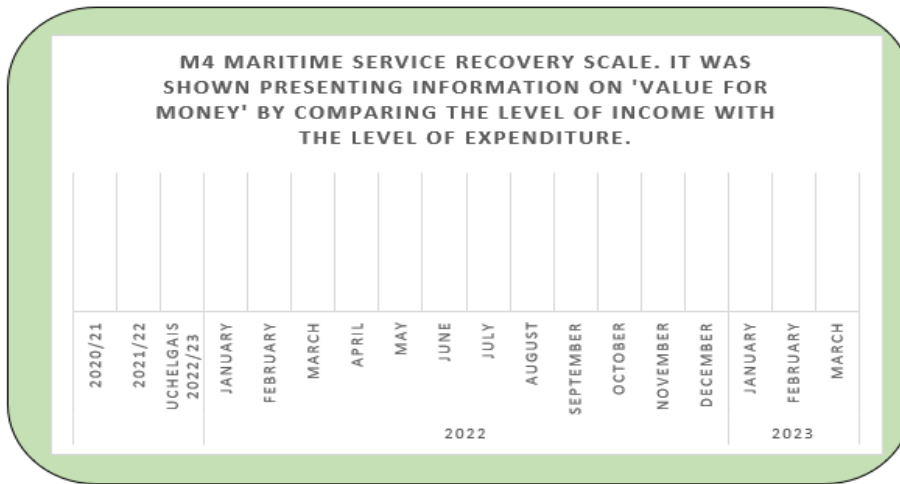 M4 MARITIME SERVICE RECOVERY SCALE. IT WAS
SHOWN PRESENTING INFORMATION ON 'VALUE FOR
MONEY' BY COMPARING THE LEVEL OF INCOME WITH
THE LEVEL OF EXPENDITURE.
2020/21
2021/22
UCHELGAIS
2022/23
JANUARY
FEBRUARY
MARCH
APRIL
MAY
JUNE
JULY
AUGUST
SEPTEMBER
OCTOBER
NOVEMBER
DECEMBER
JANUARY
FEBRUARY
MARCH
2022
2023